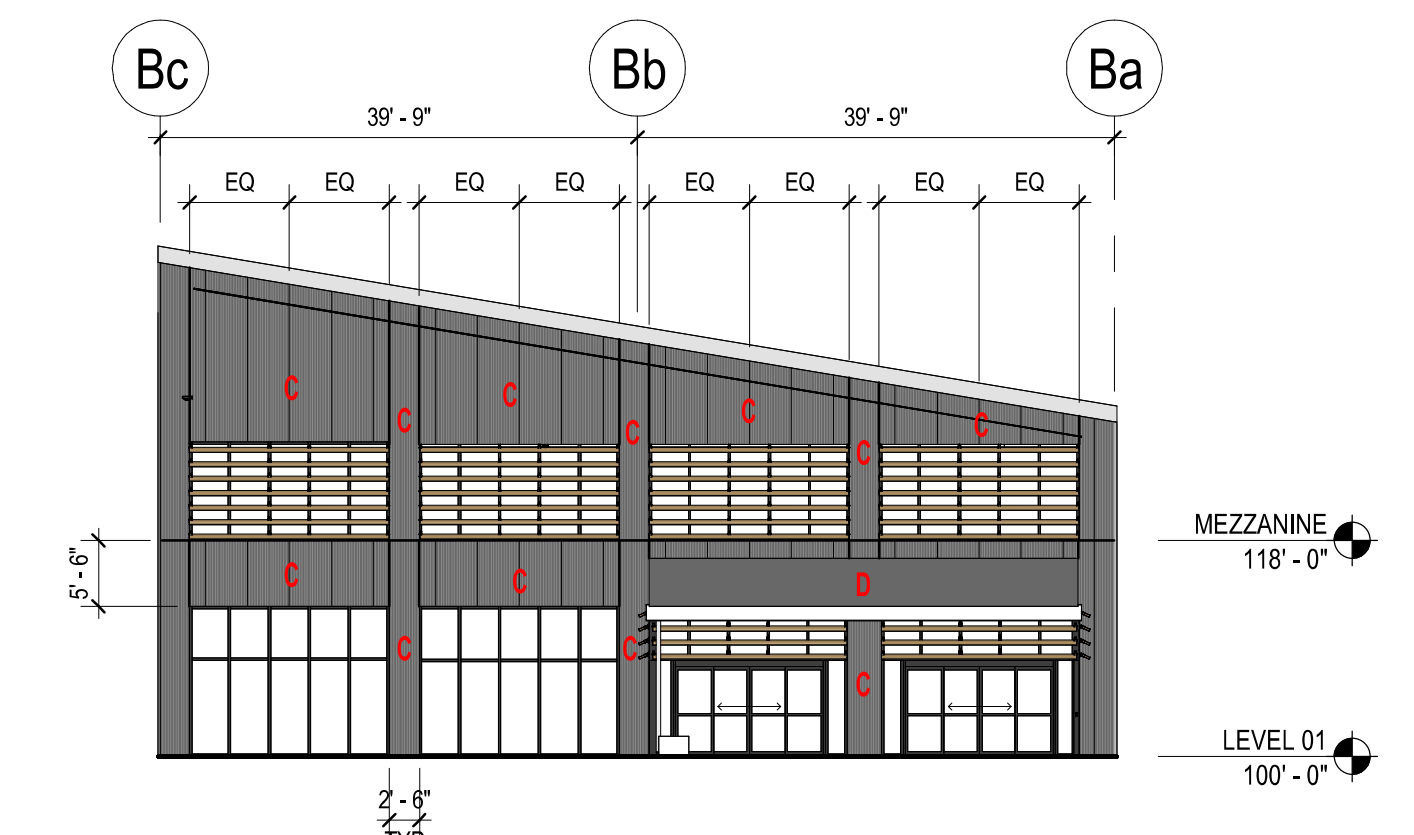 Bc Bb Ba
39' - 9" 39' - 9"
EQ EQ EQ EQ EQ EQ EQ EQ
C
C
C
C
C
C
C
C
MEZZANINE
118' - 0"
5' - 6"
C
C
D
C
C
C
LEVEL 01
100' - 0"
2' - 6"
TYP